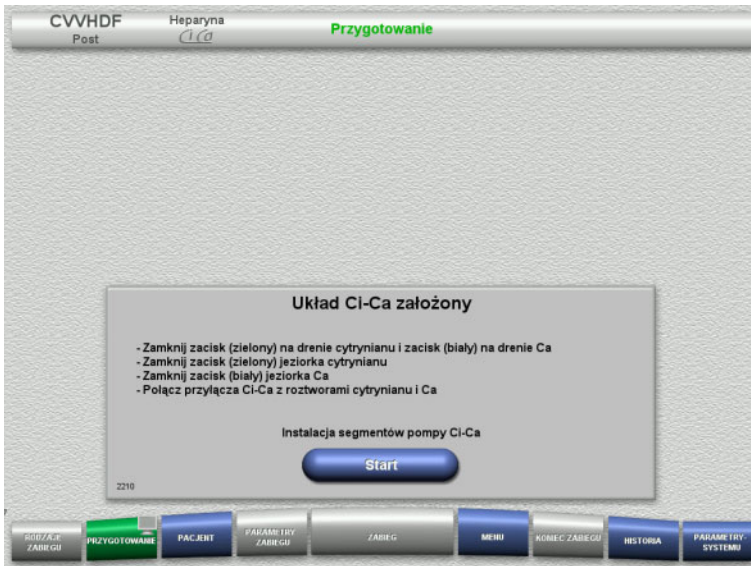 CVVHDF
Post
Heparyna
Ci Ca
Przygotowanie
Układ Ci-Ca założony
- Zamknij zacisk (zielony) na drenie cytrynianu i zacisk (biały) na drenie Ca
- Zamknij zacisk (zielony) jeziorka cytrynianu
- Zamknij zacisk (biały) jeziorka Ca
- Połącz przyłącza Ci-Ca z roztworami cytrynianu i Ca
Instalacja segmentów pompy Ci-Ca
Start
2210
RODZAJE ZABIEGU
PRZYGOTOWANIE
PACJENT
PARAMETRY ZABIEGU
ZABIEG
MENU
KONIEC ZABIEGU
HISTORIA
PARAMETRY-SYSTEMU